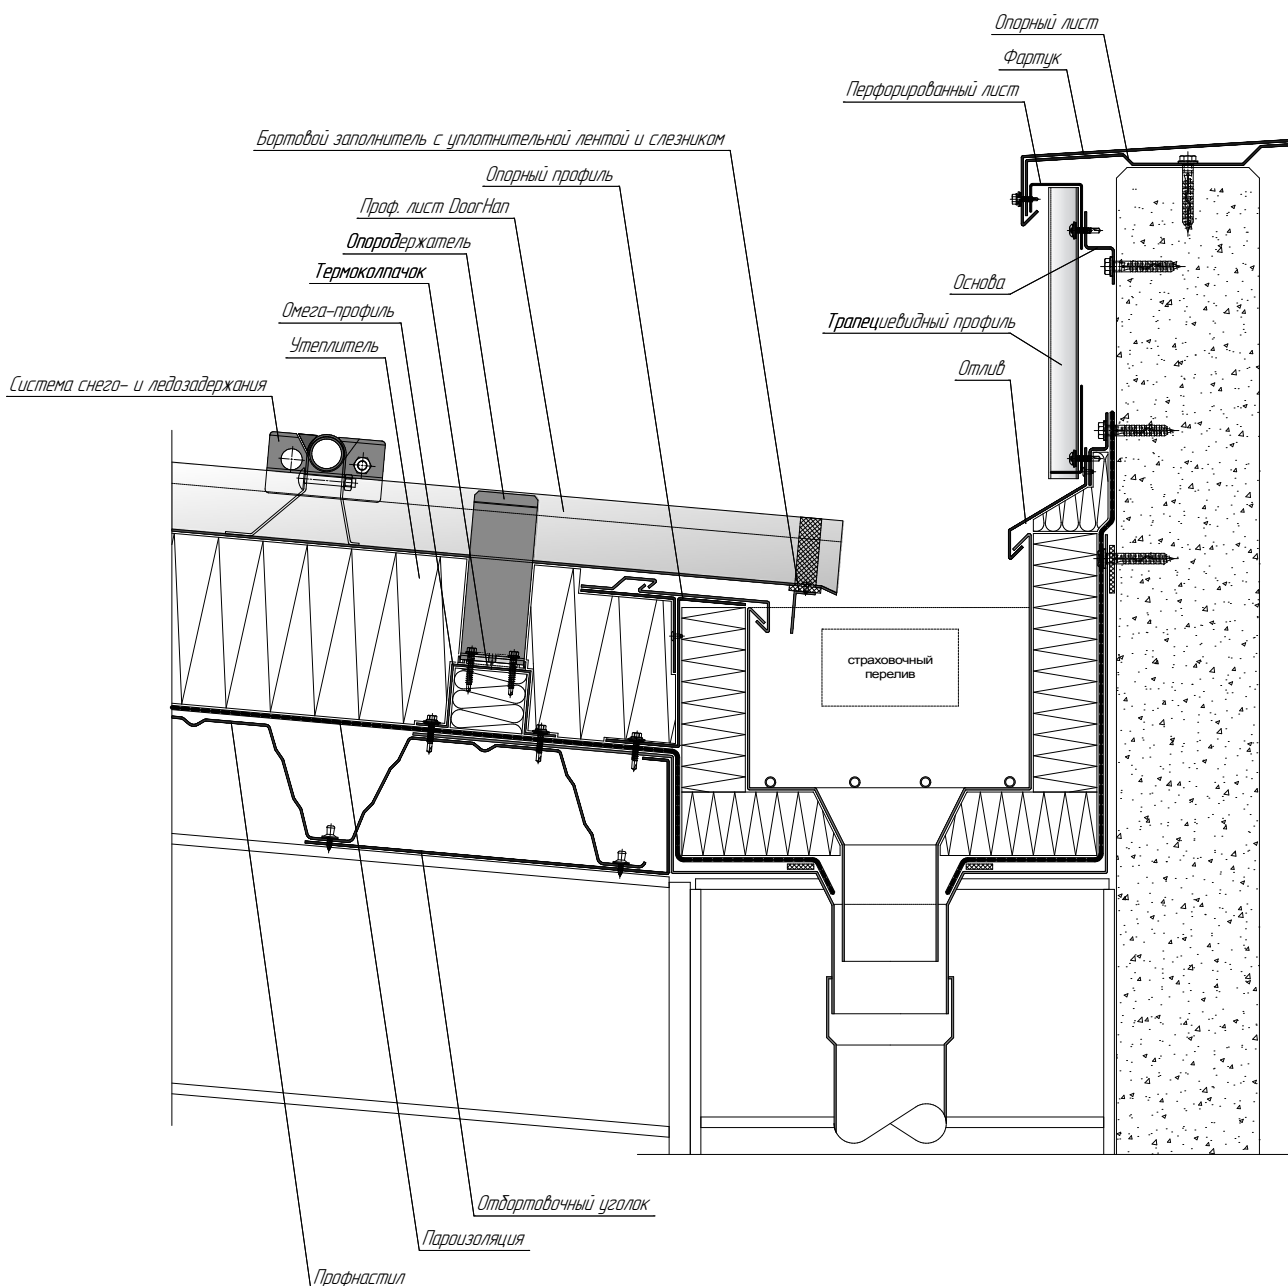 Опорный лист
Фартук
Перфорированный лист
Бортовой заполнитель с уплотнительной лентой и слезником
Опорный профиль
Проф. лист DoorHan
Опородержатель
Термоколпачок
Основа
Омега-профиль
Трапециевидный профиль
Утеплитель
Отлив
Система снего- и ледозадержания
страховочный
перелив
Отбортовочный уголок
Пароизоляция
Профнастил